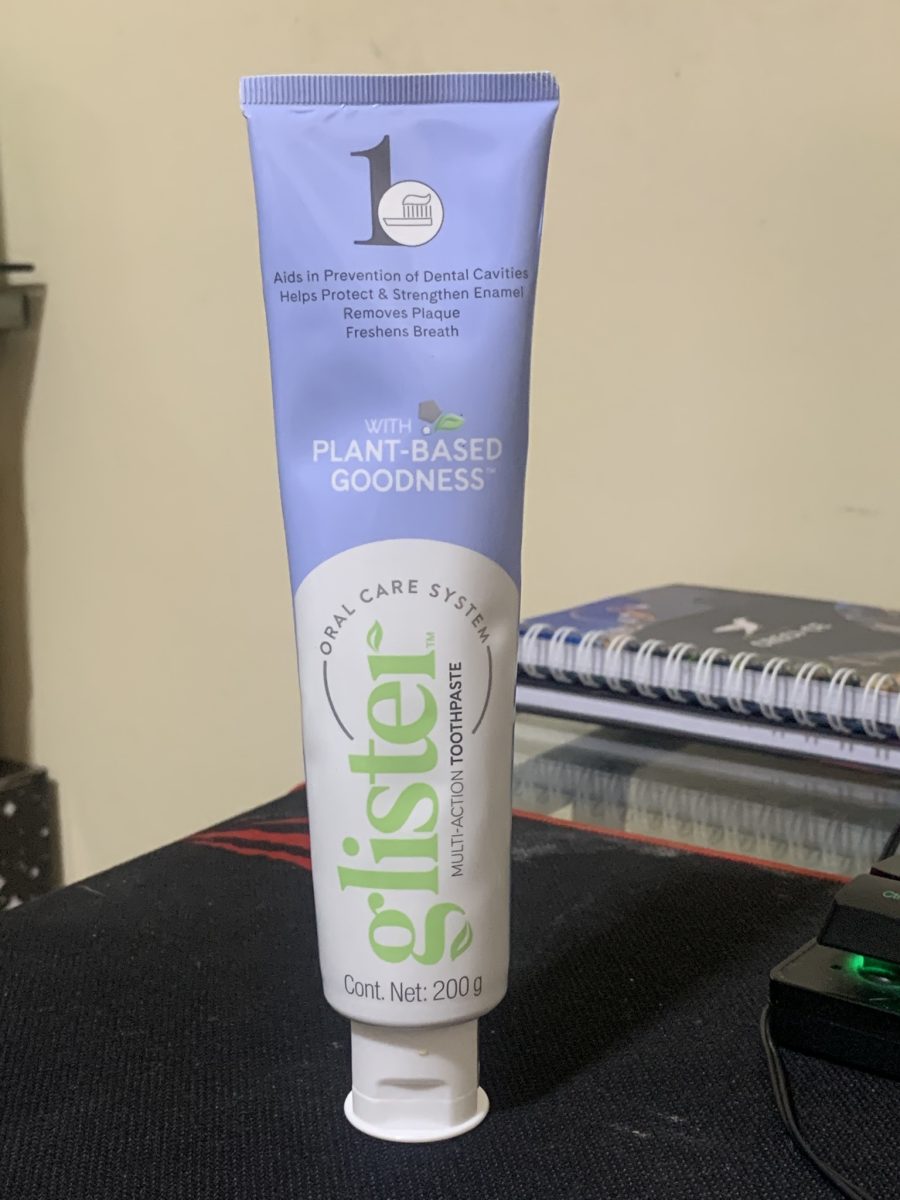 1
Aids in Prevention of Dental Cavities
Helps Protect & Strengthen Enamel
Removes Plaque
Freshens Breath
WITH
PLANT-BASED
GOODNESS™
ORAL CARE SYSTEM
glister™
MULTI-ACTION TOOTHPASTE
Cont. Net: 200 g